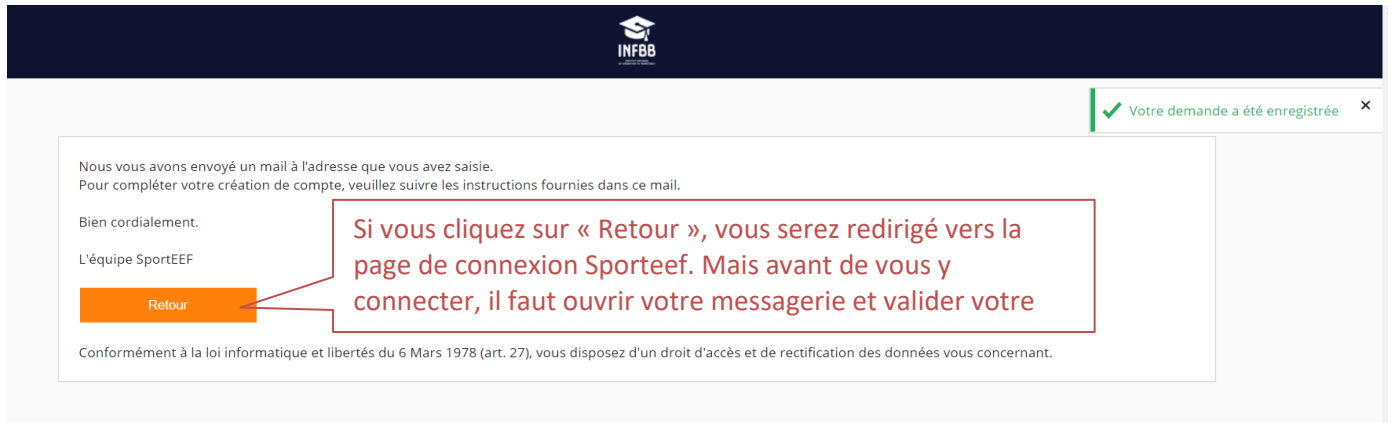 INFBB
Votre demande a été enregistrée ×
Nous vous avons envoyé un mail à l'adresse que vous avez saisie.
Pour compléter votre création de compte, veuillez suivre les instructions fournies dans ce mail.
Bien cordialement.
L'équipe SportEEF
Si vous cliquez sur « Retour », vous serez redirigé vers la
page de connexion Sporteef. Mais avant de vous y
connecter, il faut ouvrir votre messagerie et valider votre
Retour
Conformément à la loi informatique et libertés du 6 Mars 1978 (art. 27), vous disposez d'un droit d'accès et de rectification des données vous concernant.